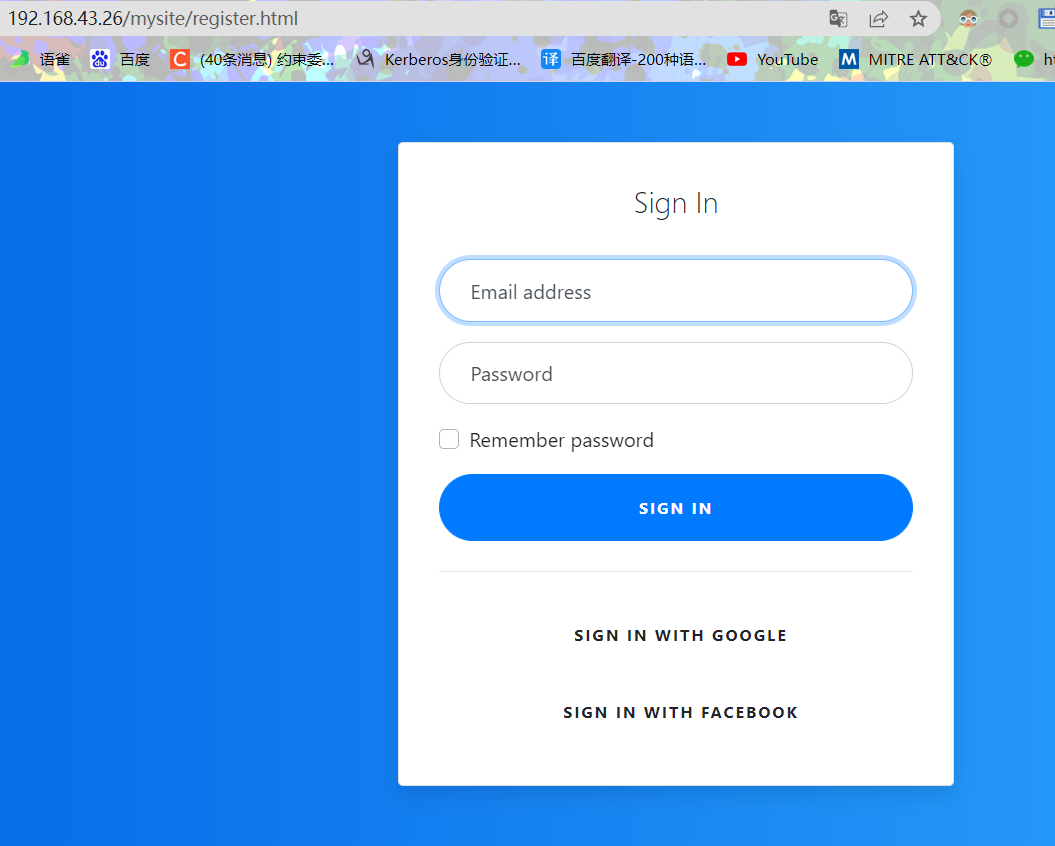 192.168.43.26/mysite/register.html
语雀 百度 (40条消息) 约束委... Kerberos身份验证... 译 百度翻译-200种语... YouTube M MITRE ATT&CK®
Sign In
Email address
Password
Remember password
SIGN IN
SIGN IN WITH GOOGLE
SIGN IN WITH FACEBOOK